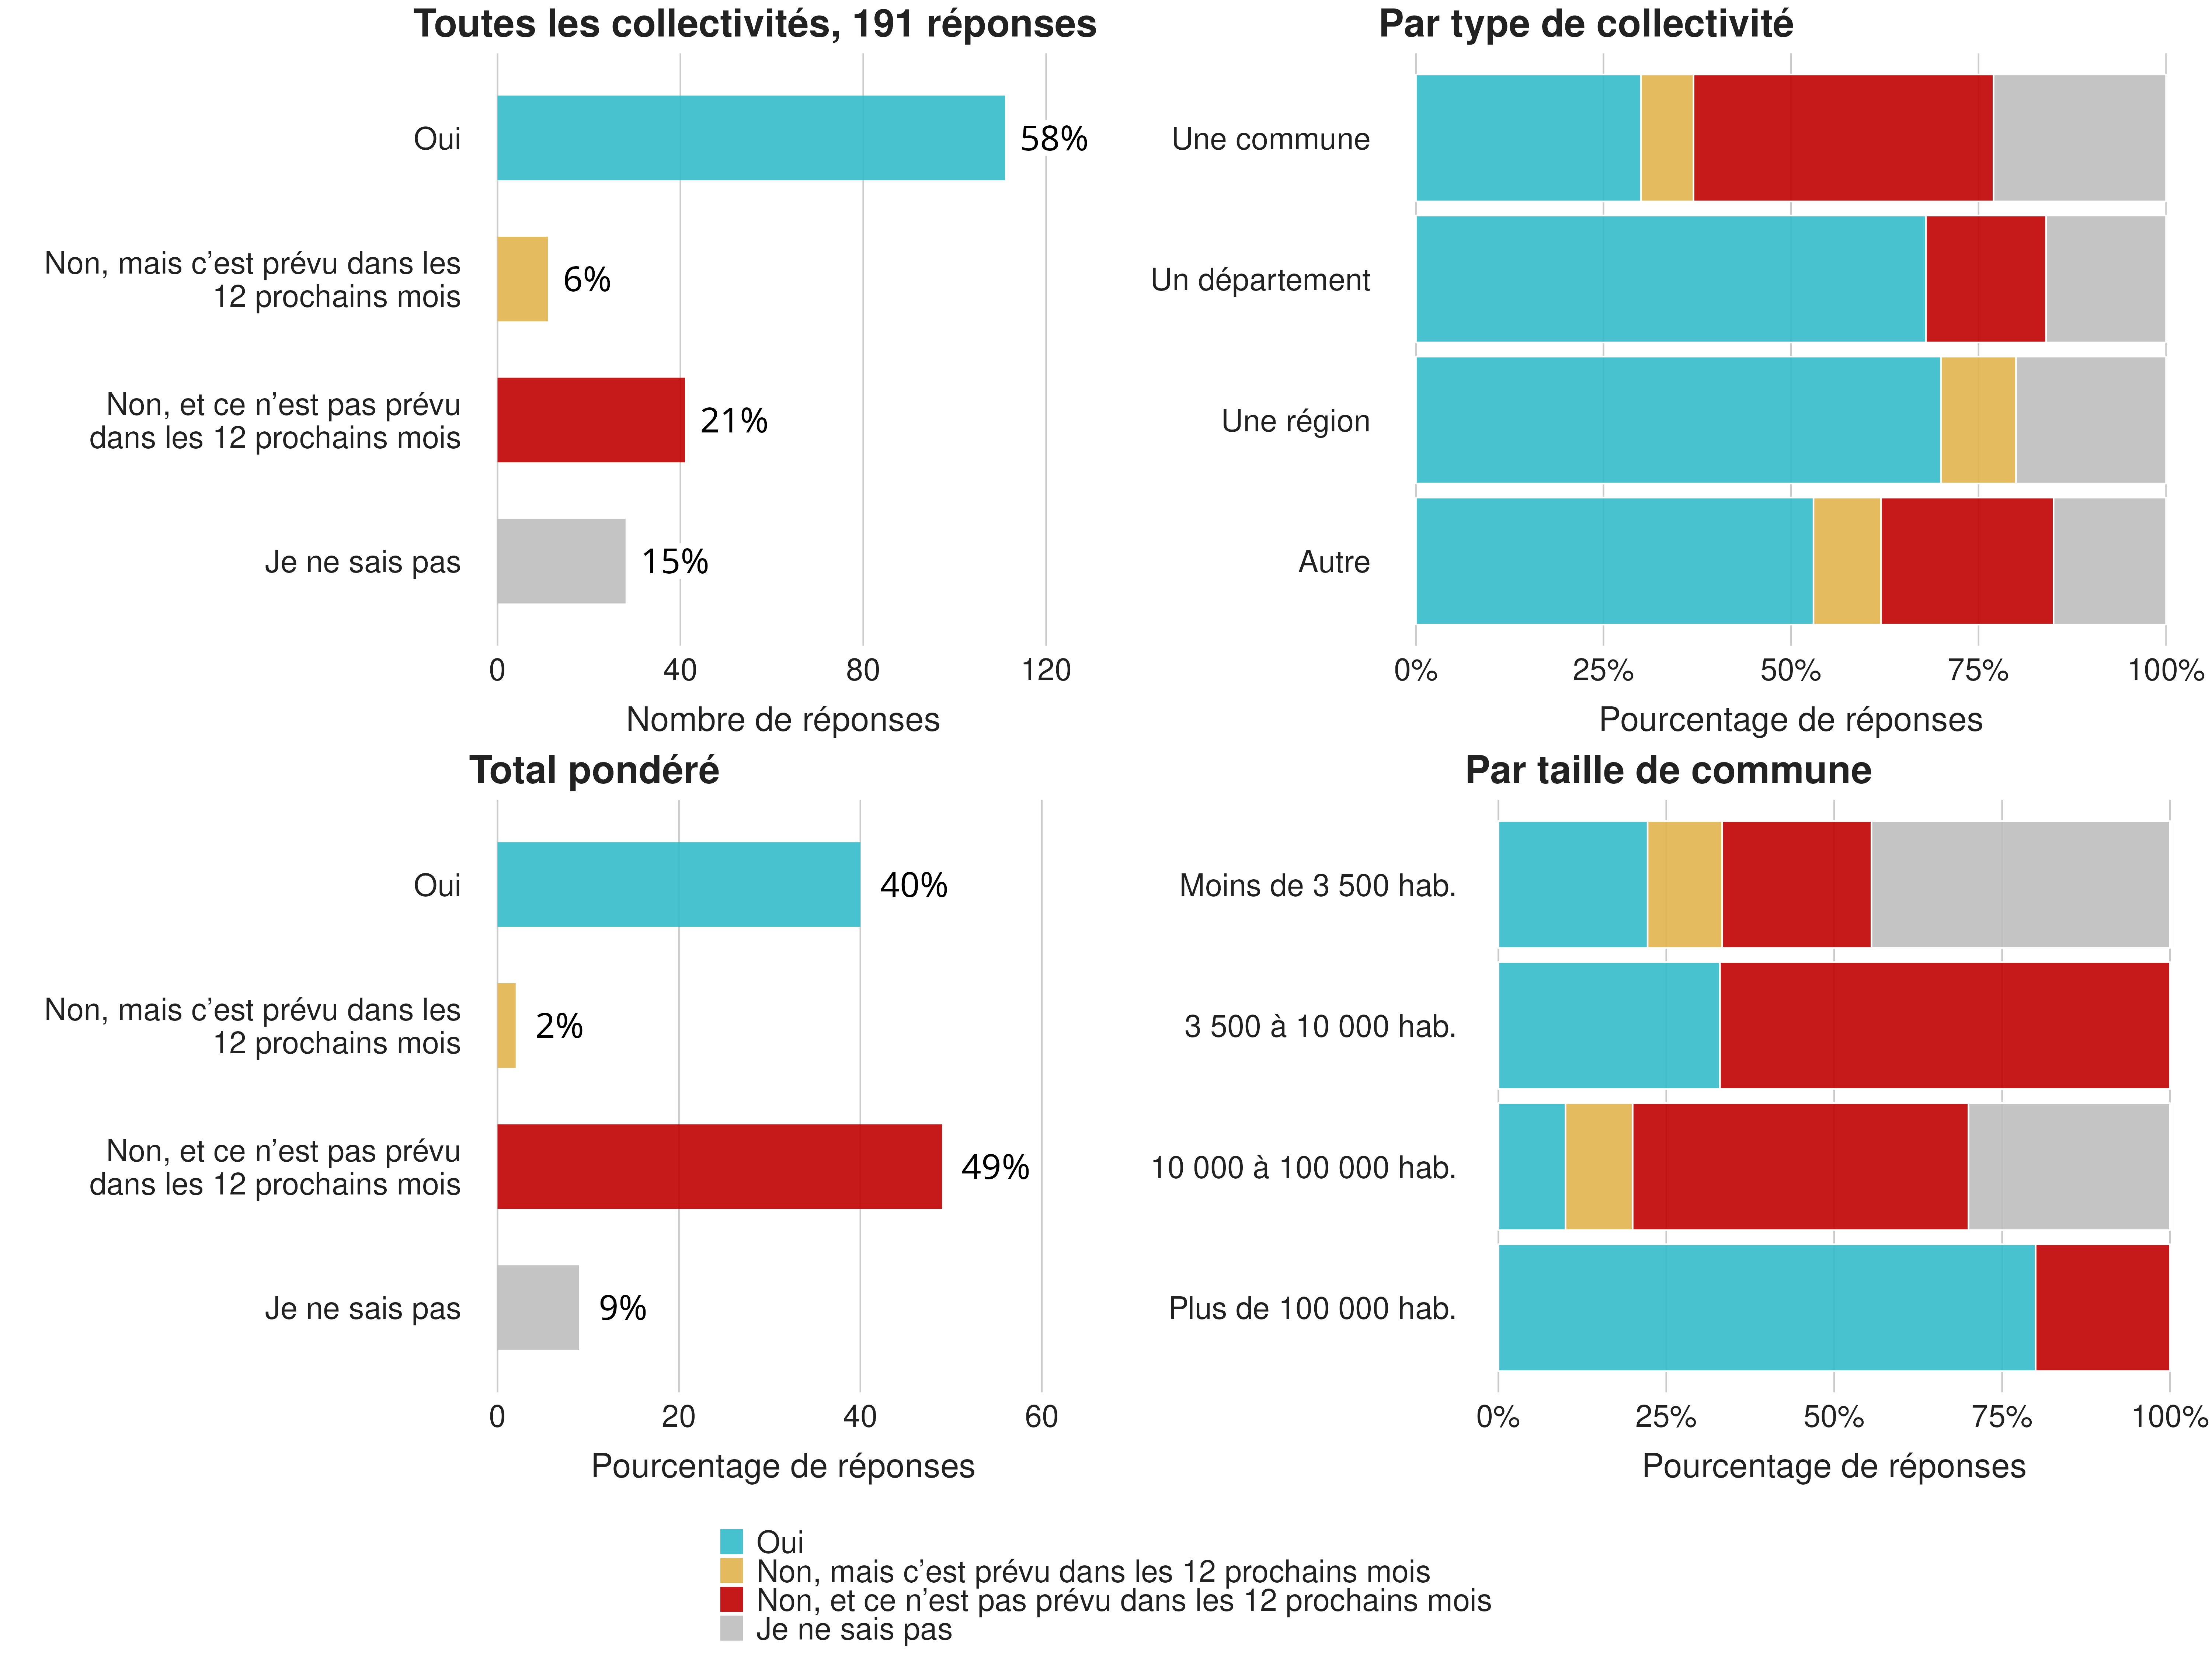 Toutes les collectivités, 191 réponses
Oui
58%
Non, mais c’est prévu dans les
12 prochains mois
6%
Non, et ce n’est pas prévu
dans les 12 prochains mois
21%
Je ne sais pas
15%
0 40 80 120
Nombre de réponses
Par type de collectivité
Une commune
Un département
Une région
Autre
0% 25% 50% 75% 100%
Pourcentage de réponses
Total pondéré
Oui
40%
Non, mais c’est prévu dans les
12 prochains mois
2%
Non, et ce n’est pas prévu
dans les 12 prochains mois
49%
Je ne sais pas
9%
0 20 40 60
Pourcentage de réponses
Par taille de commune
Moins de 3 500 hab.
3 500 à 10 000 hab.
10 000 à 100 000 hab.
Plus de 100 000 hab.
0% 25% 50% 75% 100%
Pourcentage de réponses
Oui
Non, mais c’est prévu dans les 12 prochains mois
Non, et ce n’est pas prévu dans les 12 prochains mois
Je ne sais pas